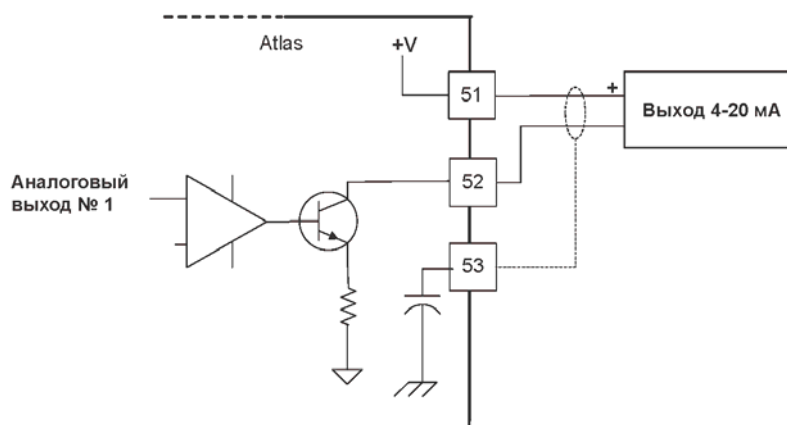 Atlas
+V
51
+
Выход 4-20 мА
Аналоговый
выход № 1
52
53